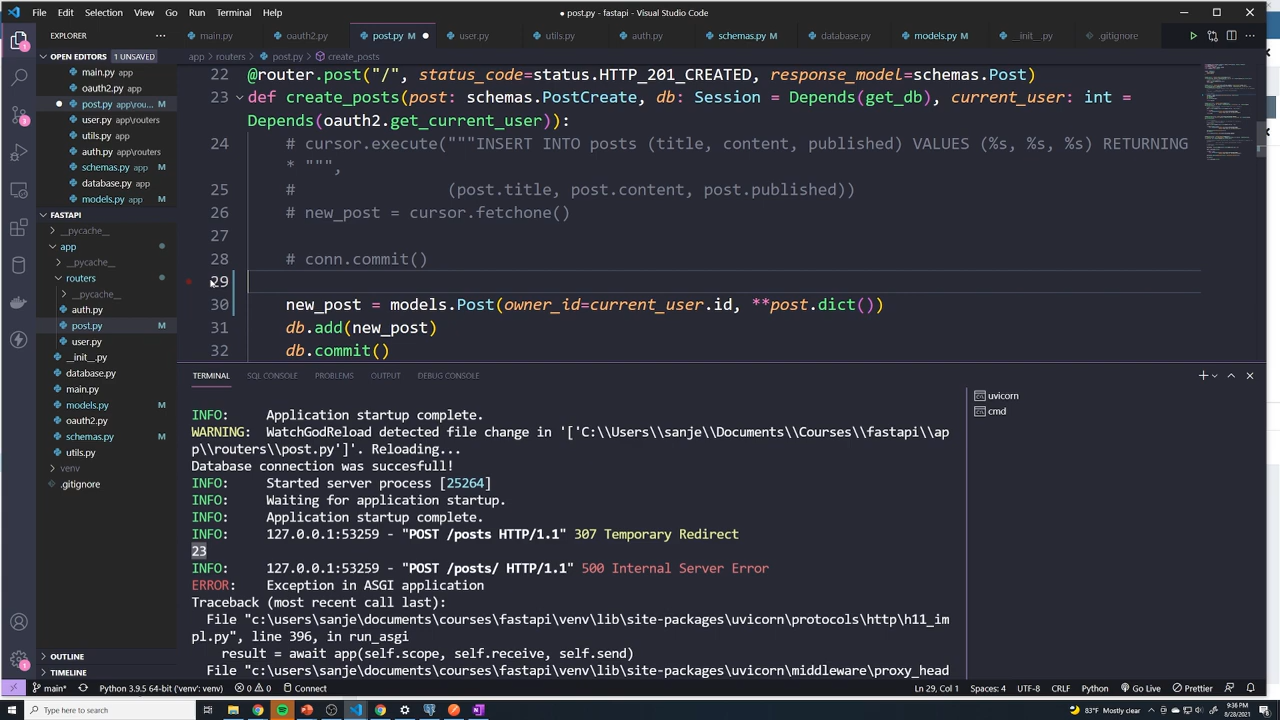 File Edit Selection View Go Run Terminal Help
● post.py - fastapi - Visual Studio Code
EXPLORER
OPEN EDITORS 1 UNSAVED
main.py app
oauth2.py app
post.py app\rou... M
user.py app\routers
utils.py app
auth.py app\routers
schemas.py app M
database.py app
models.py app M
FASTAPI
__pycache__
app
__pycache__
routers
__pycache__
auth.py
post.py M
user.py
__init__.py
database.py
main.py
models.py M
oauth2.py
schemas.py M
utils.py
venv
.gitignore
OUTLINE
TIMELINE
main.py oauth2.py post.py M user.py utils.py auth.py schemas.py M database.py models.py M __init__.py .gitignore
app > routers > post.py > create_posts
22 @router.post("/", status_code=status.HTTP_201_CREATED, response_model=schemas.Post)
23 def create_posts(post: schemas.PostCreate, db: Session = Depends(get_db), current_user: int =
Depends(oauth2.get_current_user)):
24 # cursor.execute("""INSERT INTO posts (title, content, published) VALUES (%s, %s, %s) RETURNING
* """,
25 # (post.title, post.content, post.published))
26 # new_post = cursor.fetchone()
27
28 # conn.commit()
29
30 new_post = models.Post(owner_id=current_user.id, **post.dict())
31 db.add(new_post)
32 db.commit()
TERMINAL SQL CONSOLE PROBLEMS OUTPUT DEBUG CONSOLE
uvicorn
cmd
INFO: Application startup complete.
WARNING: WatchGodReload detected file change in '['C:\\Users\\sanje\\Documents\\Courses\\fastapi\\ap
p\\routers\\post.py']'. Reloading...
Database connection was succesfull!
INFO: Started server process [25264]
INFO: Waiting for application startup.
INFO: Application startup complete.
INFO: 127.0.0.1:53259 - "POST /posts HTTP/1.1" 307 Temporary Redirect
23
INFO: 127.0.0.1:53259 - "POST /posts/ HTTP/1.1" 500 Internal Server Error
ERROR: Exception in ASGI application
Traceback (most recent call last):
File "c:\users\sanje\documents\courses\fastapi\venv\lib\site-packages\uvicorn\protocols\http\h11_im
pl.py", line 396, in run_asgi
result = await app(self.scope, self.receive, self.send)
File "c:\users\sanje\documents\courses\fastapi\venv\lib\site-packages\uvicorn\middleware\proxy_head
main* Python 3.9.5 64-bit ('venv': venv) 0 0 Connect Ln 29, Col 1 Spaces: 4 UTF-8 CRLF Python Go Live Prettier
Type here to search
83°F Mostly clear 9:36 PM
8/28/2021